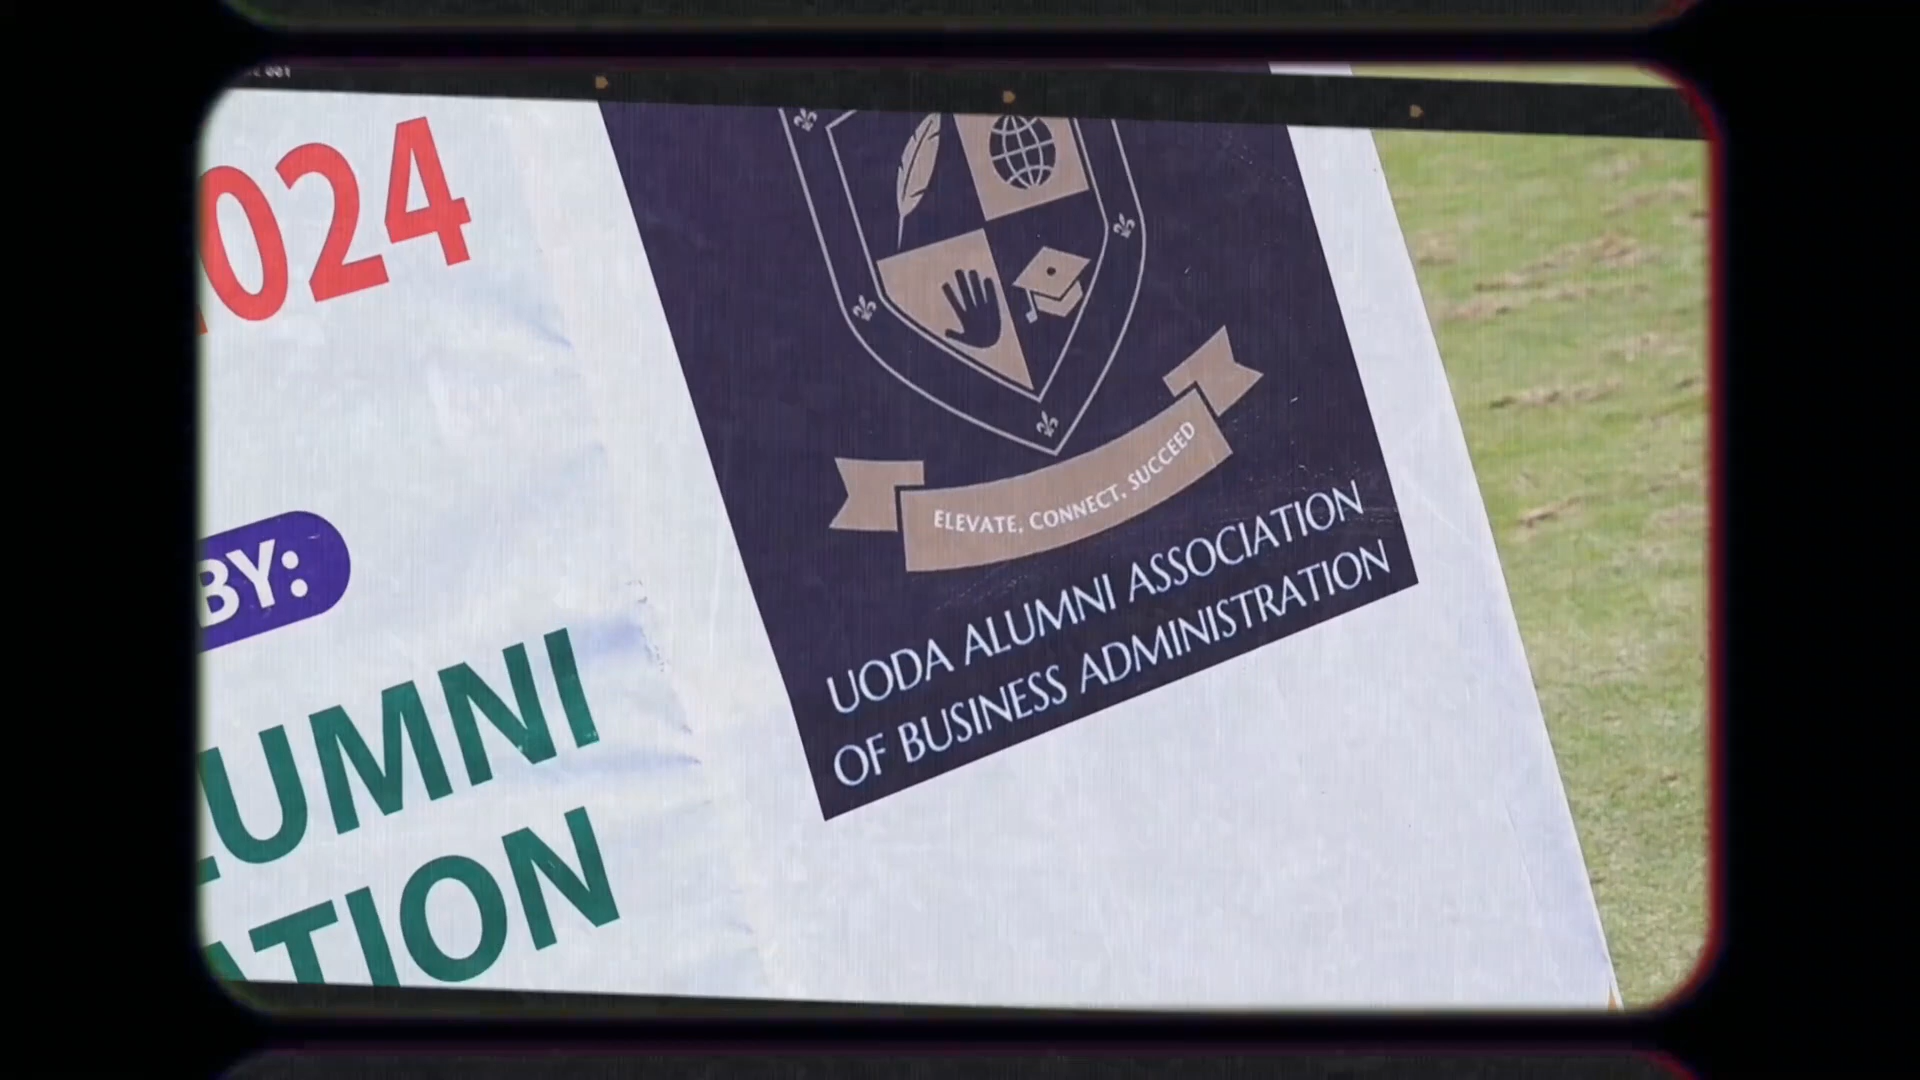 024
BY:
UMNI
ATION
ELEVATE, CONNECT, SUCCEED
UODA ALUMNI ASSOCIATION
OF BUSINESS ADMINISTRATION